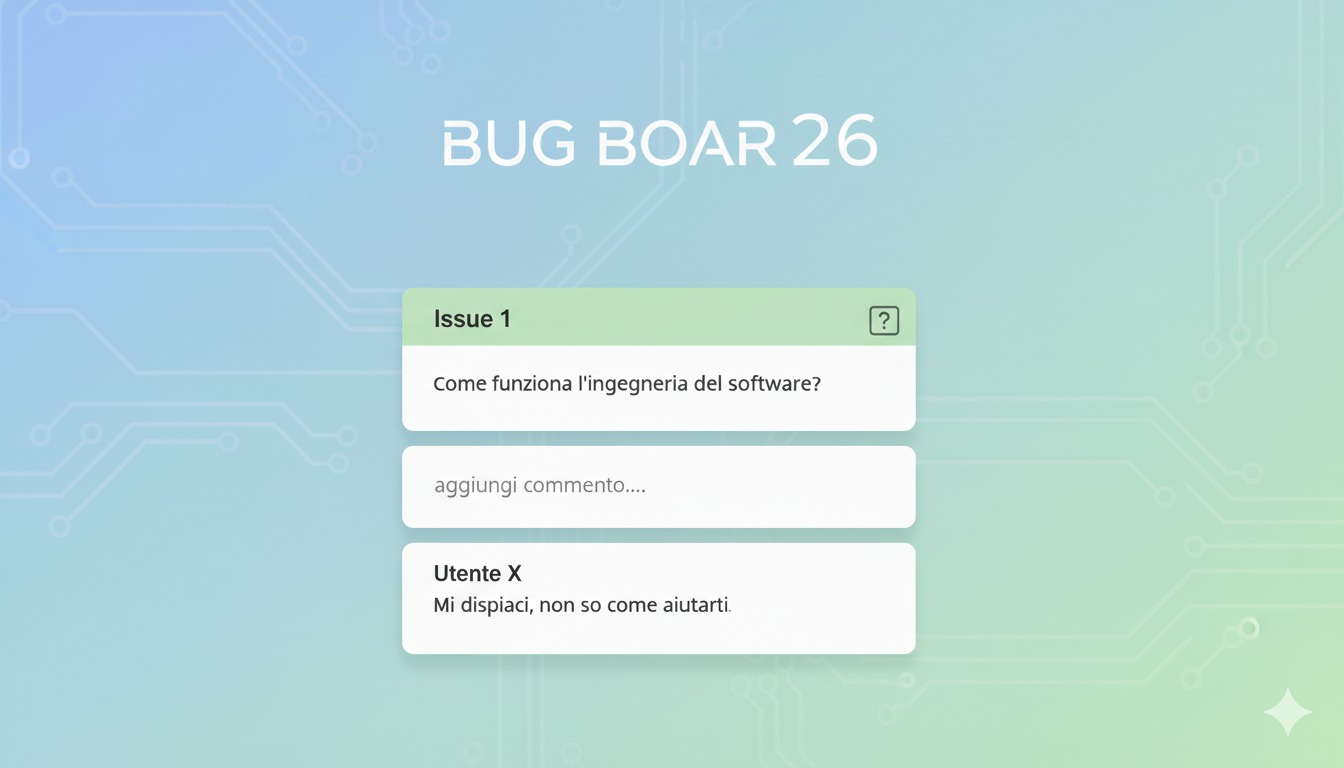 BUG BOAR 26
Issue 1
?
Come funziona l'ingegneria del software?
aggiungi commento....
Utente X
Mi dispiaci, non so come aiutarti.